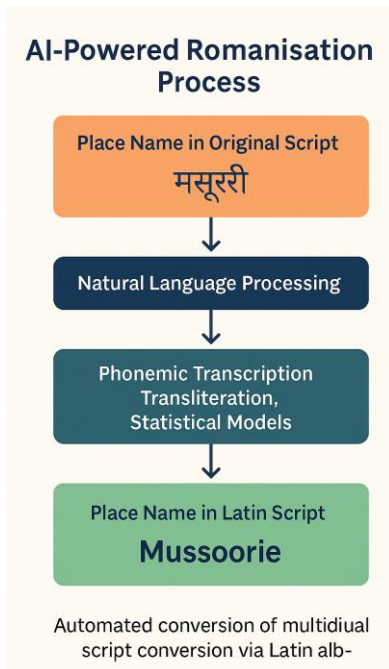 AI-Powered Romanisation
Process
Place Name in Original Script
मसूररी
Natural Language Processing
Phonemic Transcription
Transliteration,
Statistical Models
Place Name in Latin Script
Mussoorie
Automated conversion of multidiual
script conversion via Latin alb-